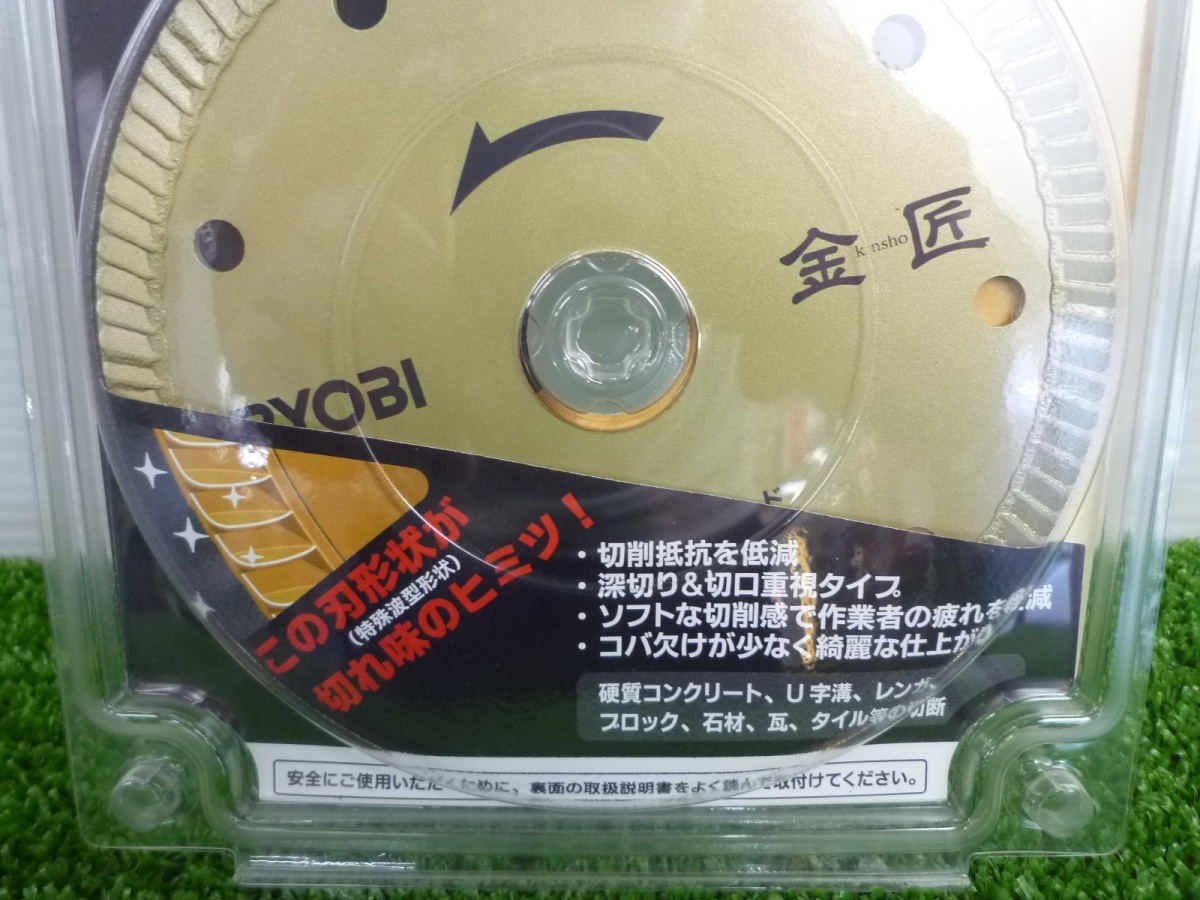 金匠
kinsho
RYOBI
ド
この刃形状が
(特殊波型形状)
切れ味のヒミツ!
・切削抵抗を低減
・深切り&切口重視タイプ。
・ソフトな切削感で作業者の疲れを軽減
・コバ欠けが少なく綺麗な仕上が
硬質コンクリート、U字溝、レンガ、
ブロック、石材、瓦、タイル等の切断
安全にご使用いただくために、裏面の取扱説明書をよく読んで取付けてください。